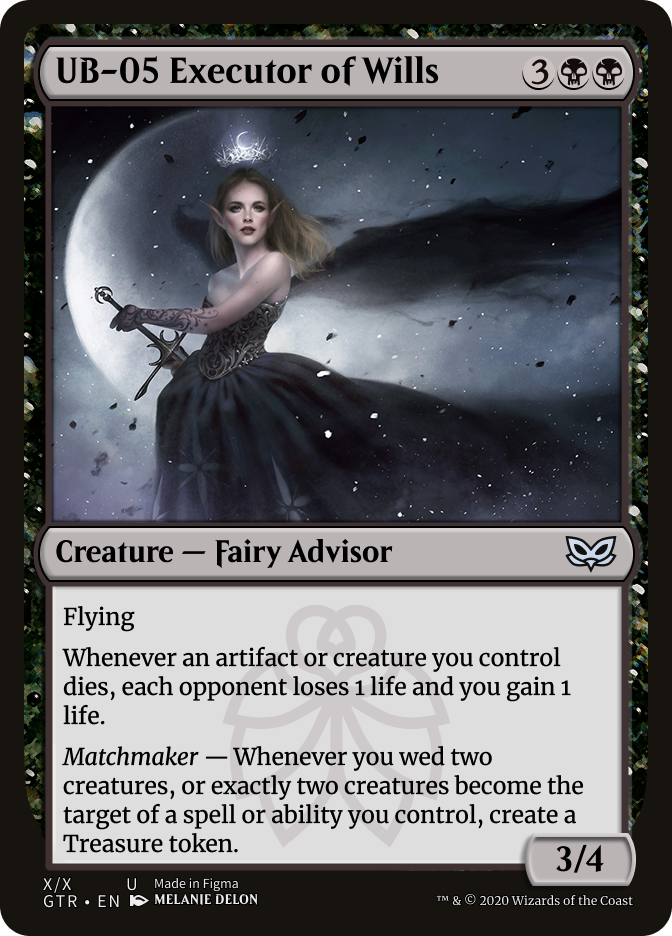 UB-05 Executor of Wills 3
Creature — Fairy Advisor
Flying
Whenever an artifact or creature you control
dies, each opponent loses 1 life and you gain 1
life.
Matchmaker — Whenever you wed two
creatures, or exactly two creatures become the
target of a spell or ability you control, create a
Treasure token.
3/4
X/X U Made in Figma
GTR • EN MELANIE DELON ™ & © 2020 Wizards of the Coast